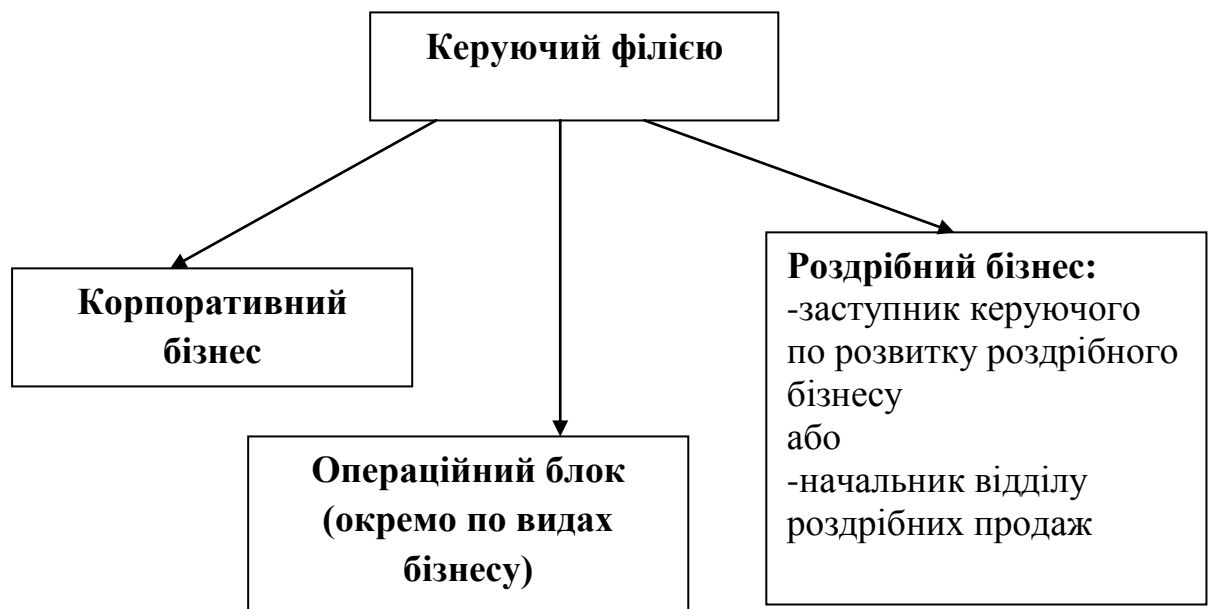 Керуючий філією
Корпоративний
бізнес
Операційний блок
(окремо по видах
бізнесу)
Роздрібний бізнес:
-заступник керуючого
по розвитку роздрібного
бізнесу
або
-начальник відділу
роздрібних продаж